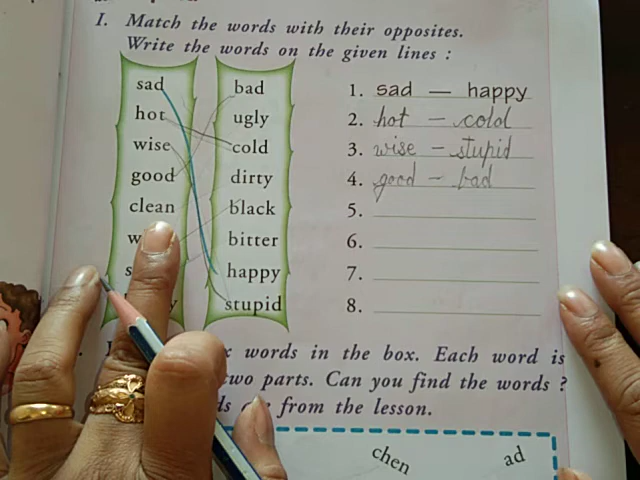 I. Match the words with their opposites.
Write the words on the given lines :
sad bad
hot ugly
wise cold
good dirty
clean black
bitter
happy
stupid
1. sad — happy
2. hot – cold
3. wise – stupid
4. good – bad
5.
6.
7.
8.
words in the box. Each word is
two parts. Can you find the words ?
from the lesson.
chen ad